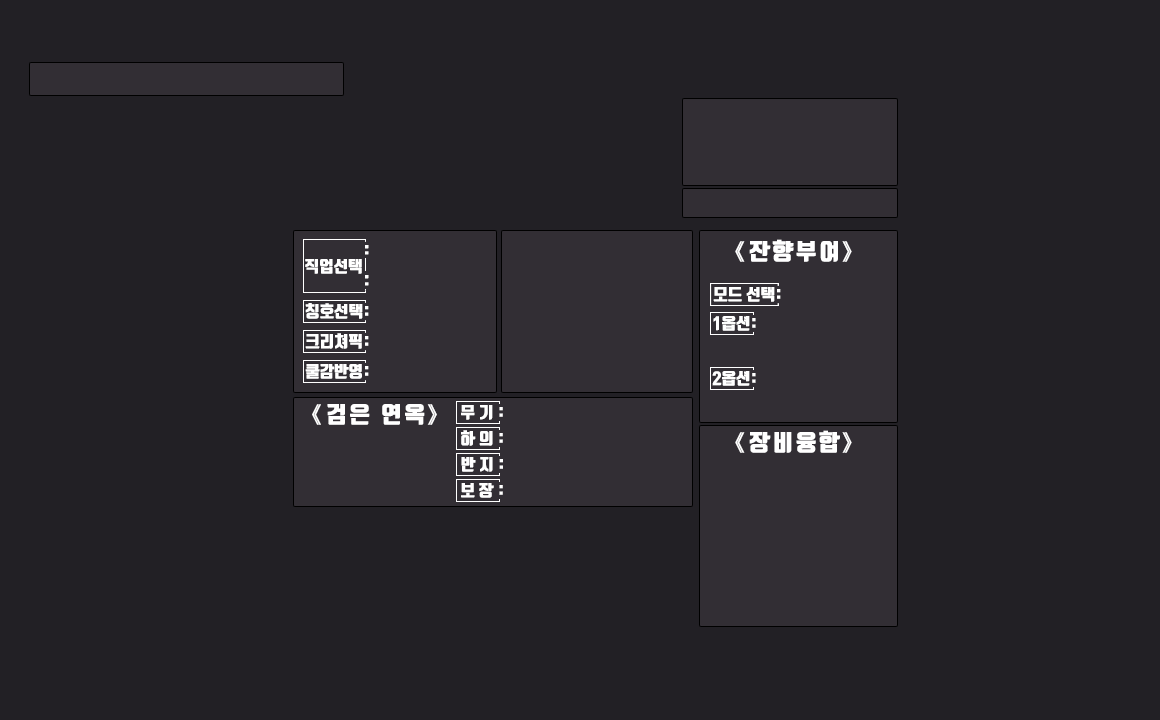 직업선택:
:
칭호선택:
크리쳐픽:
쿨감반영:
《검은 연옥》
무 기 :
하 의 :
반 지 :
보 장 :
《잔향부여》
모드 선택:
1옵션:
2옵션:
《장비융합》